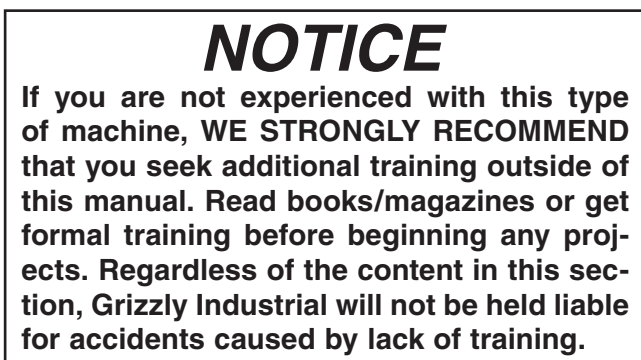 NOTICE
If you are not experienced with this type
of machine, WE STRONGLY RECOMMEND
that you seek additional training outside of
this manual. Read books/magazines or get
formal training before beginning any proj-
ects. Regardless of the content in this sec-
tion, Grizzly Industrial will not be held liable
for accidents caused by lack of training.